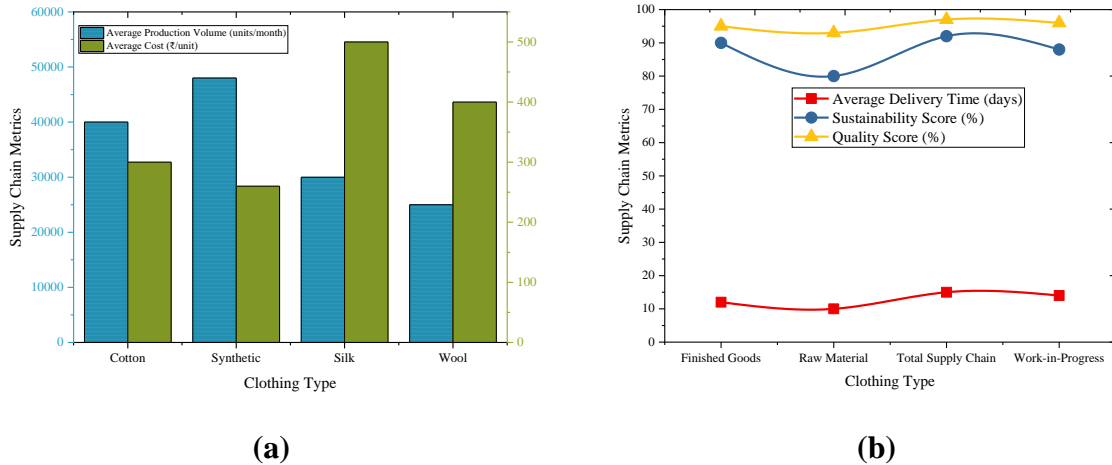 60000
50000
40000
30000
20000
10000
0
Supply Chain Metrics
Average Production Volume (units/month)
Average Cost (₹/unit)
500
400
300
200
100
0
Cotton Synthetic Silk Wool
Clothing Type
(a)
100
90
80
70
60
50
40
30
20
10
0
Supply Chain Metrics
Average Delivery Time (days)
Sustainability Score (%)
Quality Score (%)
Finished Goods Raw Material Total Supply Chain Work-in-Progress
Clothing Type
(b)